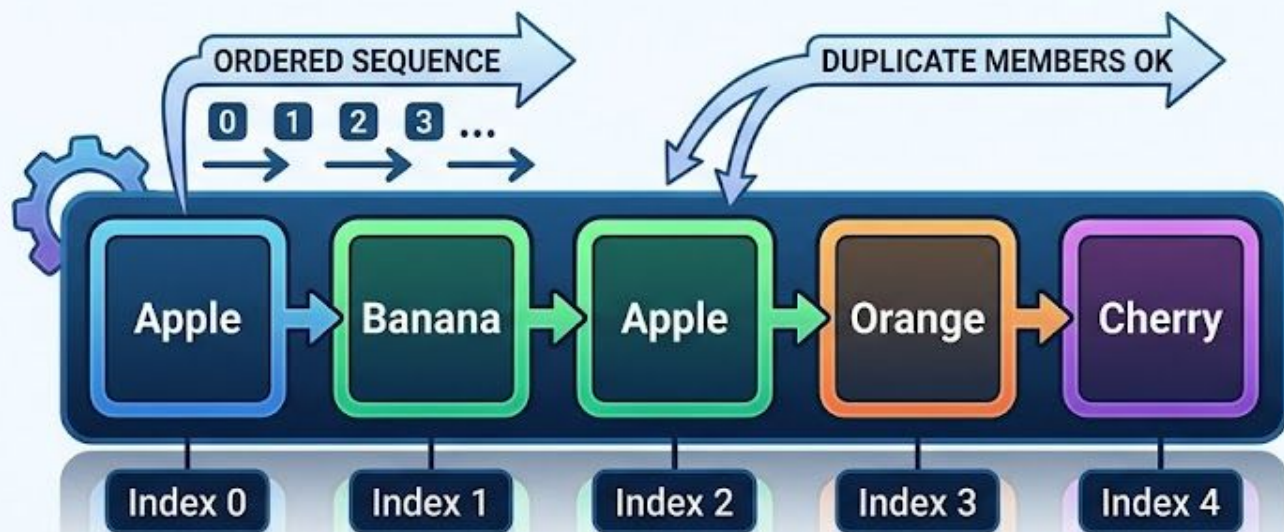 ORDERED SEQUENCE
DUPLICATE MEMBERS OK
0 1 2 3 ...
Apple Banana Apple Orange Cherry
Index 0 Index 1 Index 2 Index 3 Index 4